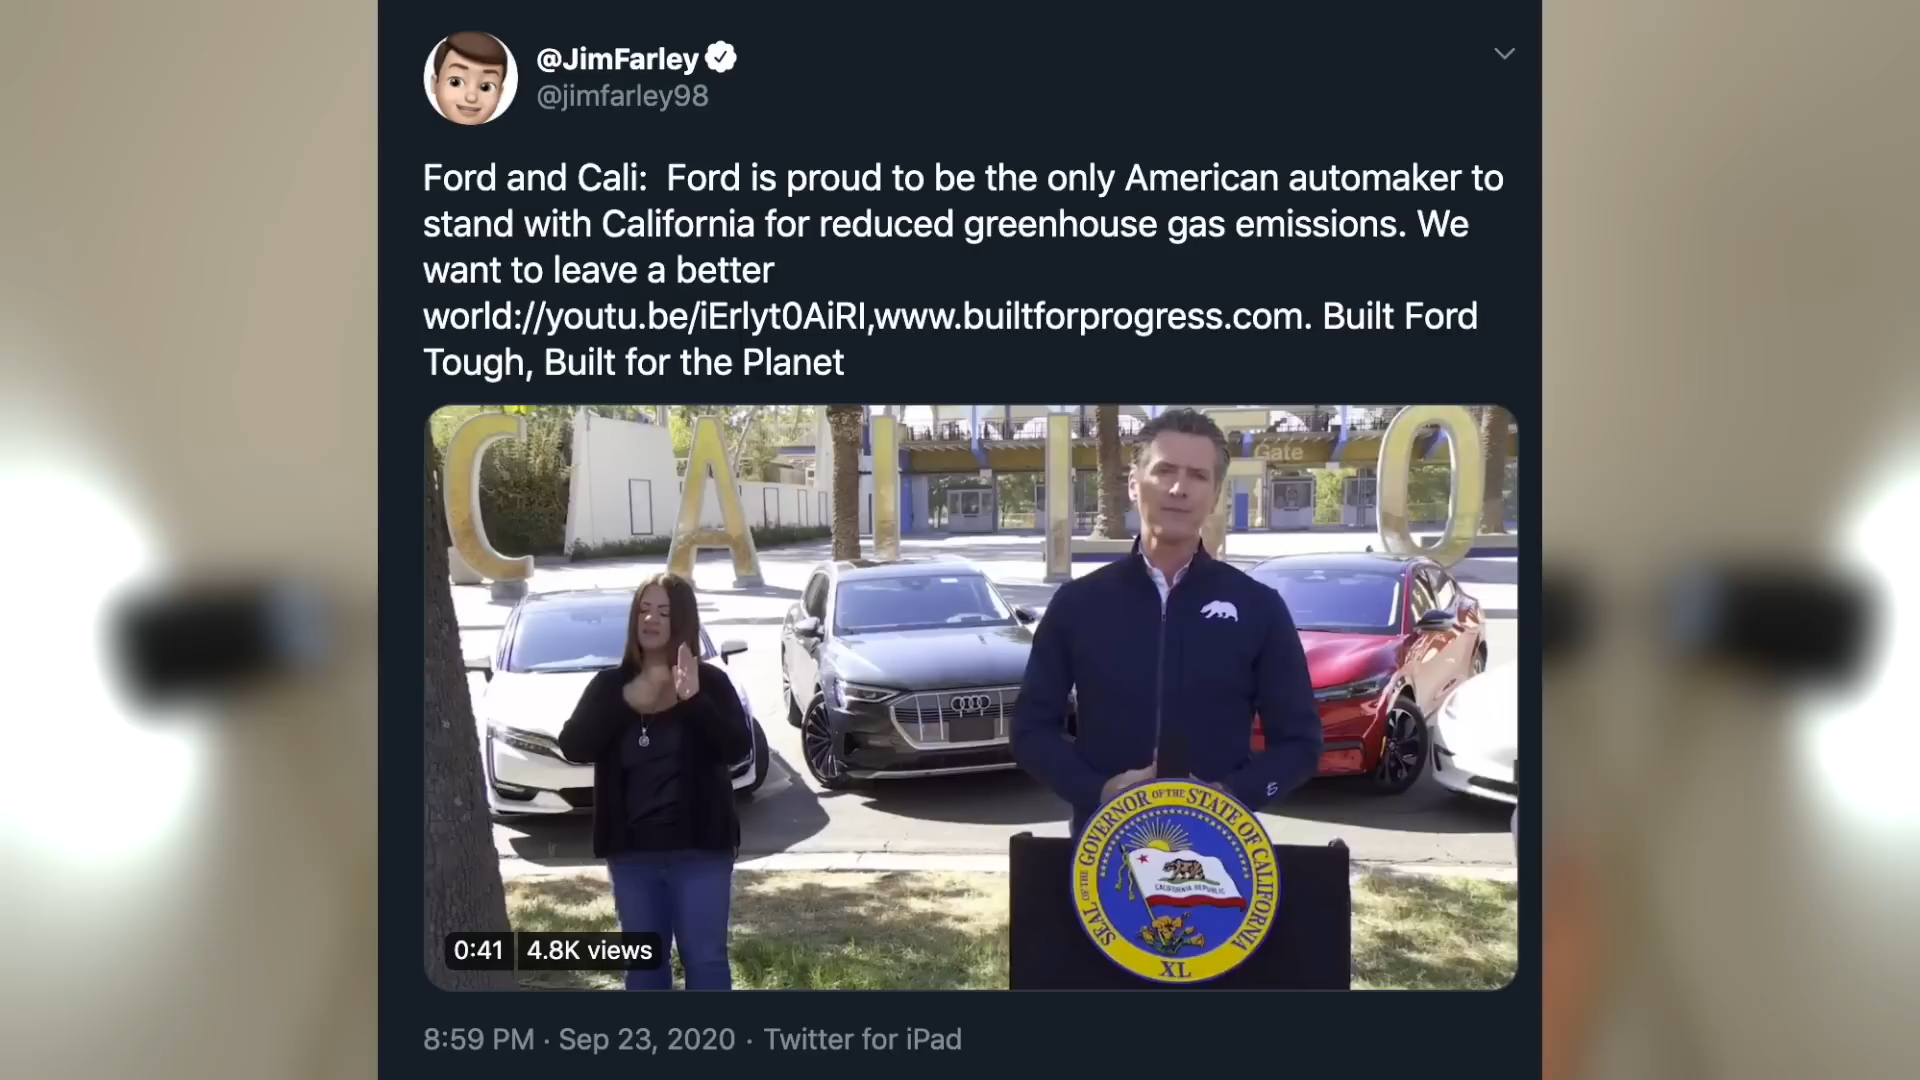 @JimFarley
@jimfarley98
Ford and Cali:  Ford is proud to be the only American automaker to
stand with California for reduced greenhouse gas emissions. We
want to leave a better
world://youtu.be/iErlyt0AiRI,www.builtforprogress.com. Built Ford
Tough, Built for the Planet
CALIFO
Gate
SEAL OF THE GOVERNOR OF THE STATE OF CALIFORNIA
CALIFORNIA REPUBLIC
XL
0:41 4.8K views
8:59 PM · Sep 23, 2020 · Twitter for iPad